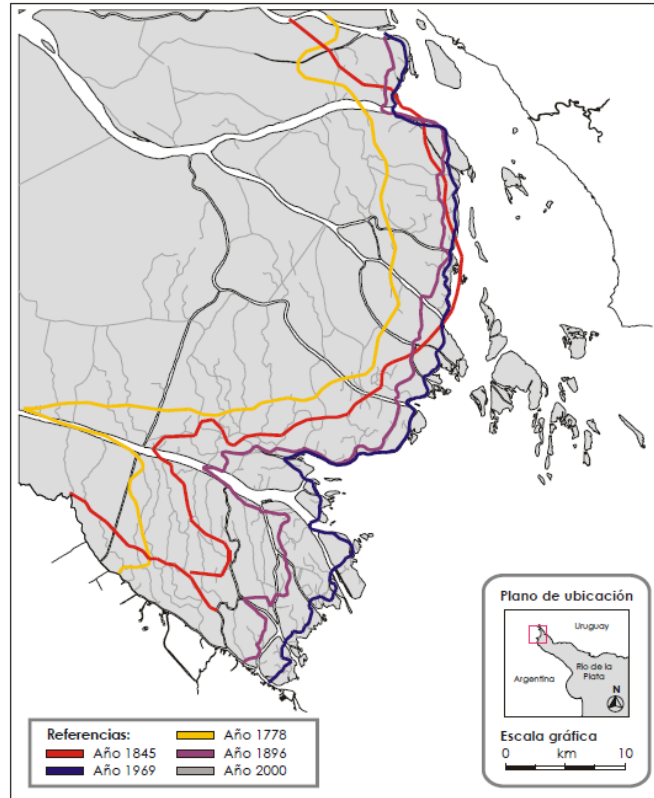 Plano de ubicación
Uruguay
Río de la
Plata
Argentina
N
Escala gráfica
0 km 10
Referencias:
Año 1778
Año 1845
Año 1896
Año 1969
Año 2000